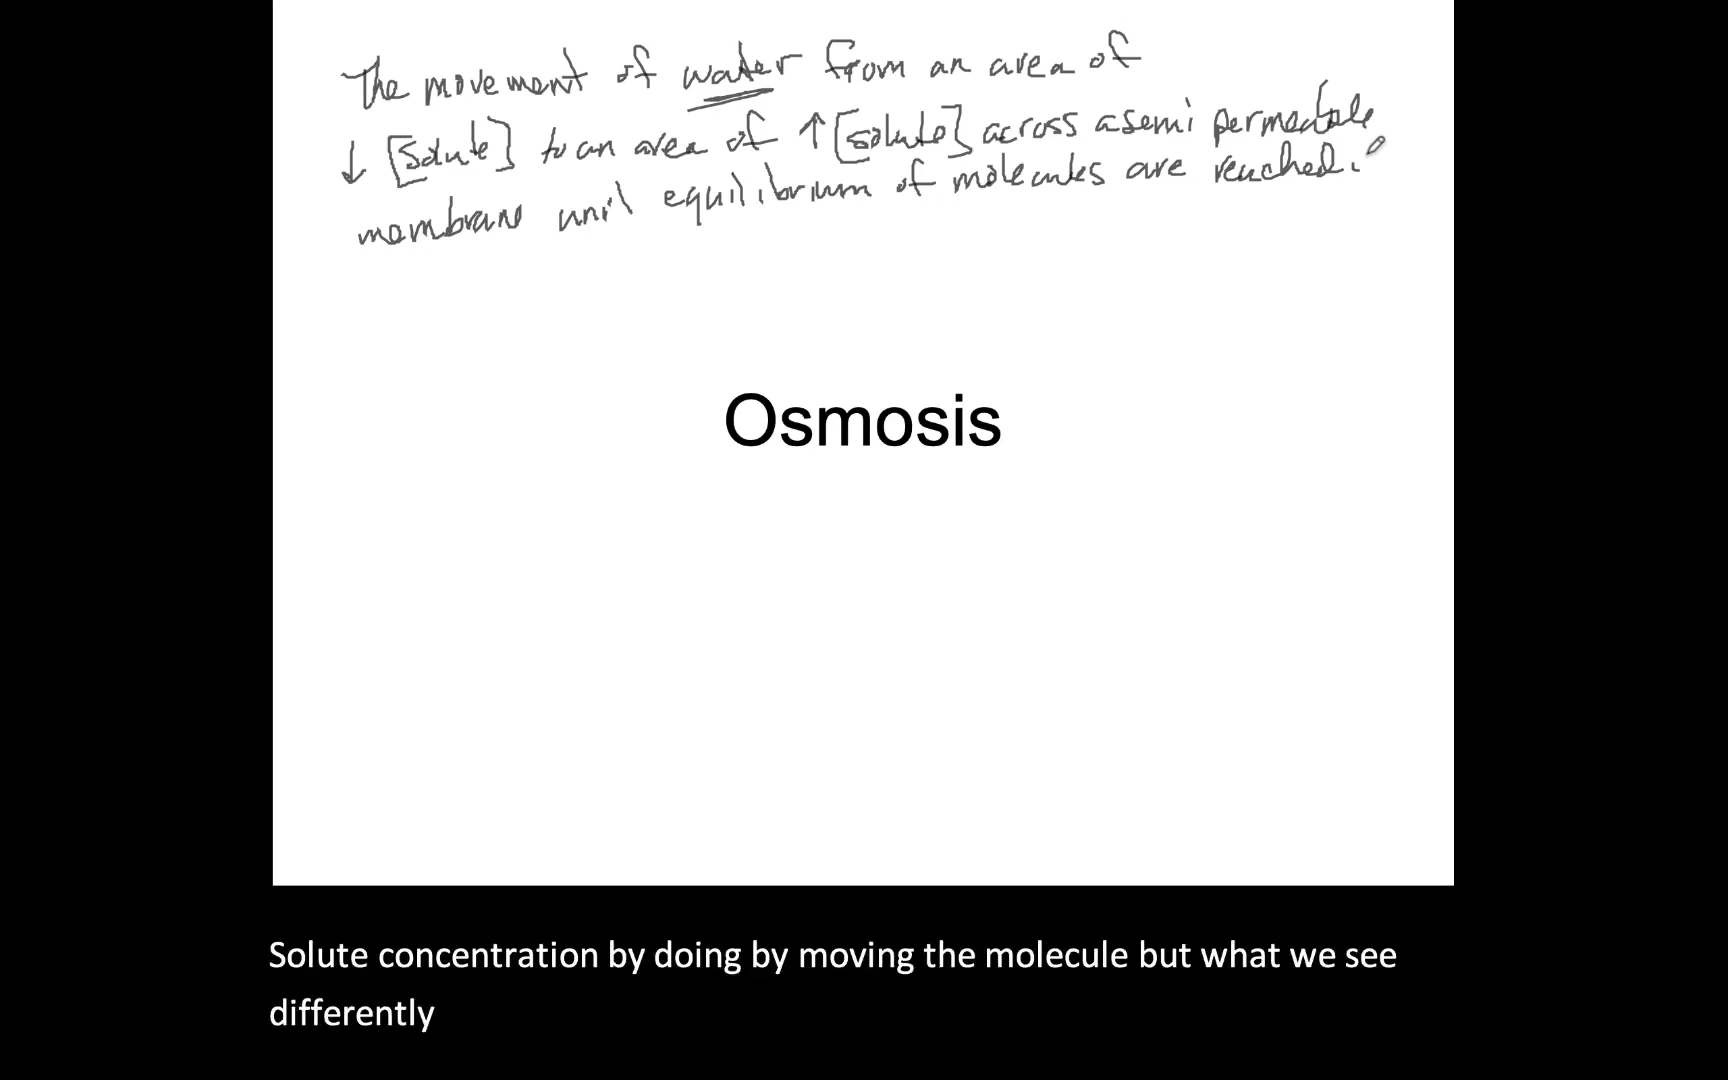 The movement of water from an area of
↓ [solute] to an area of ↑ [solute] across a semi permeable
membrane until equilibrium of molecules are reached.
Osmosis
Solute concentration by doing by moving the molecule but what we see
differently